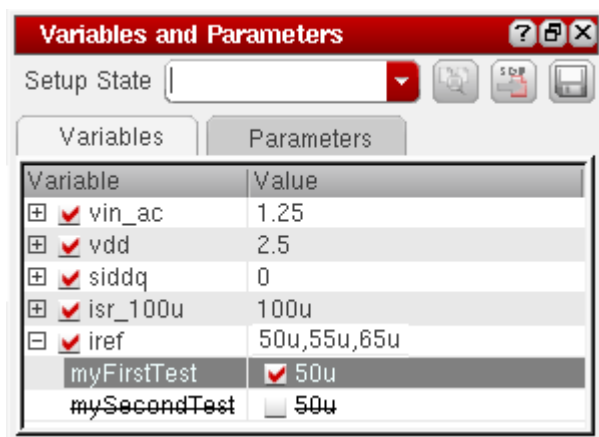 Variables and Parameters
Setup State
Variables Parameters
Variable Value
vin_ac 1.25
vdd 2.5
siddq 0
isr_100u 100u
iref 50u,55u,65u
myFirstTest 50u
mySecondTest 50u